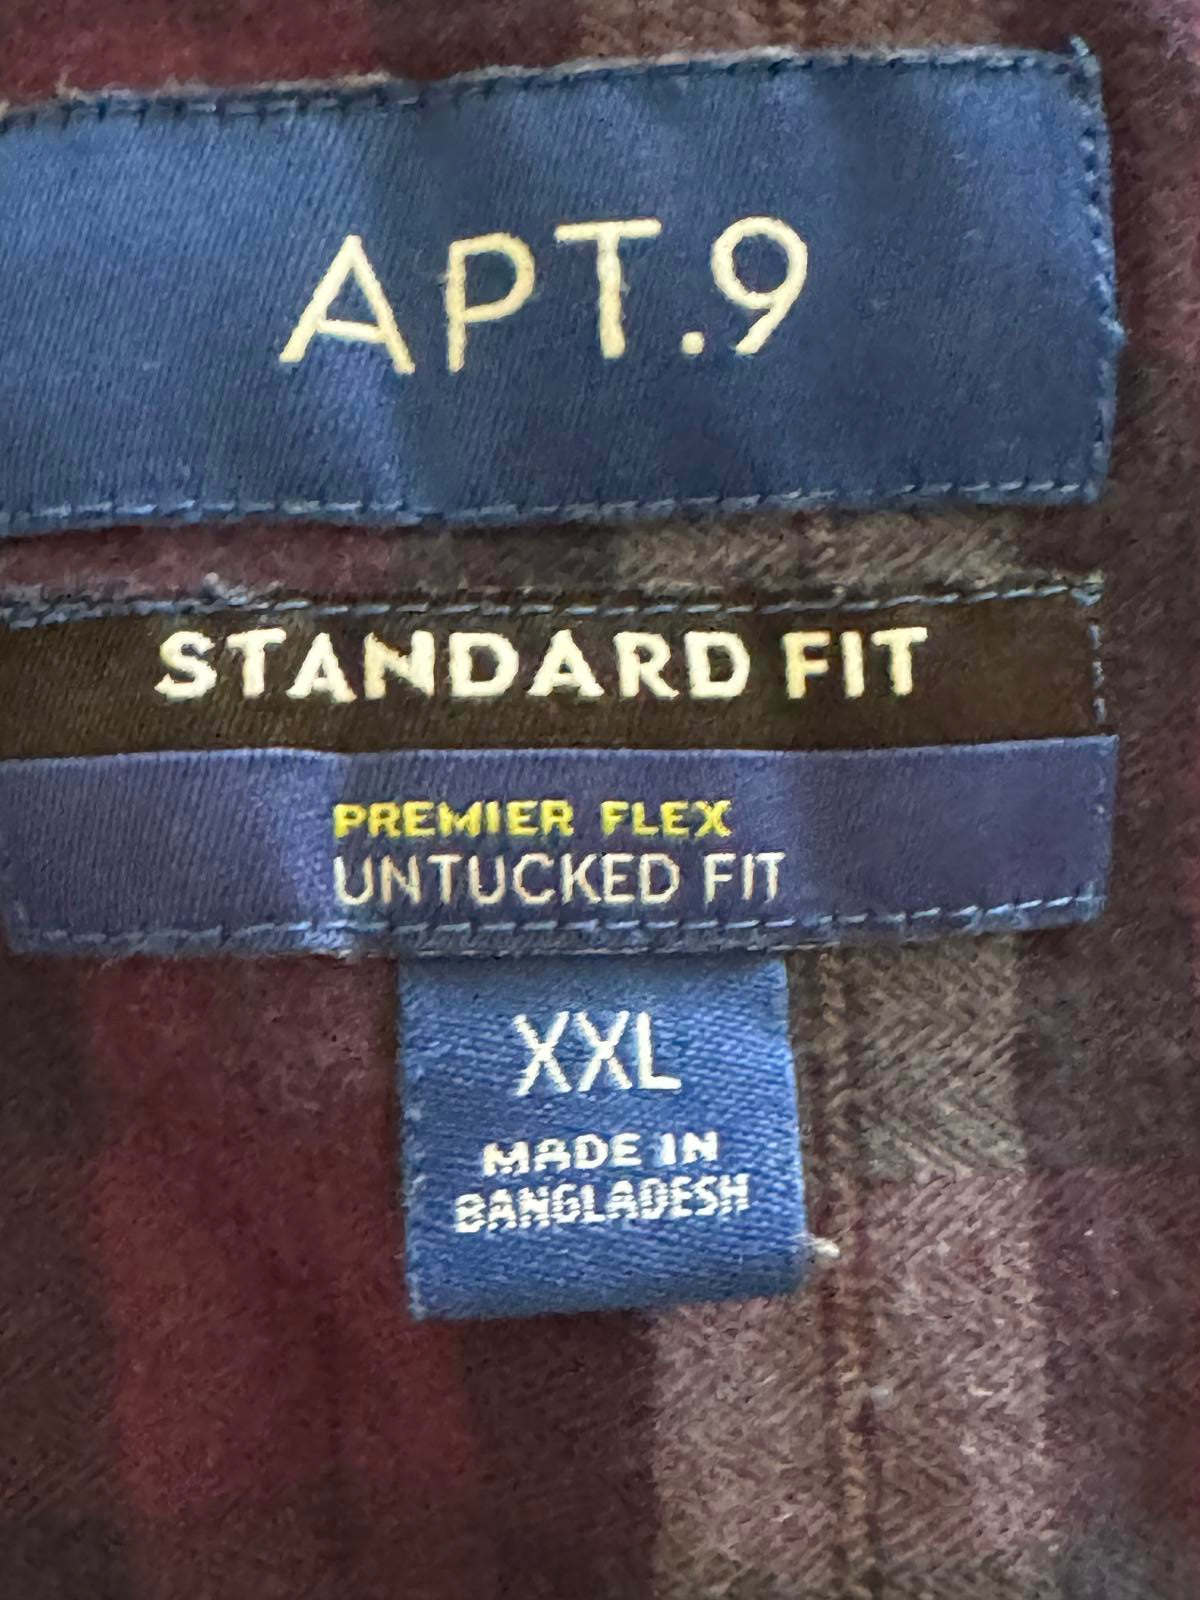 APT.9
STANDARD FIT
PREMIER FLEX
UNTUCKED FIT
XXL
MADE IN
BANGLADESH